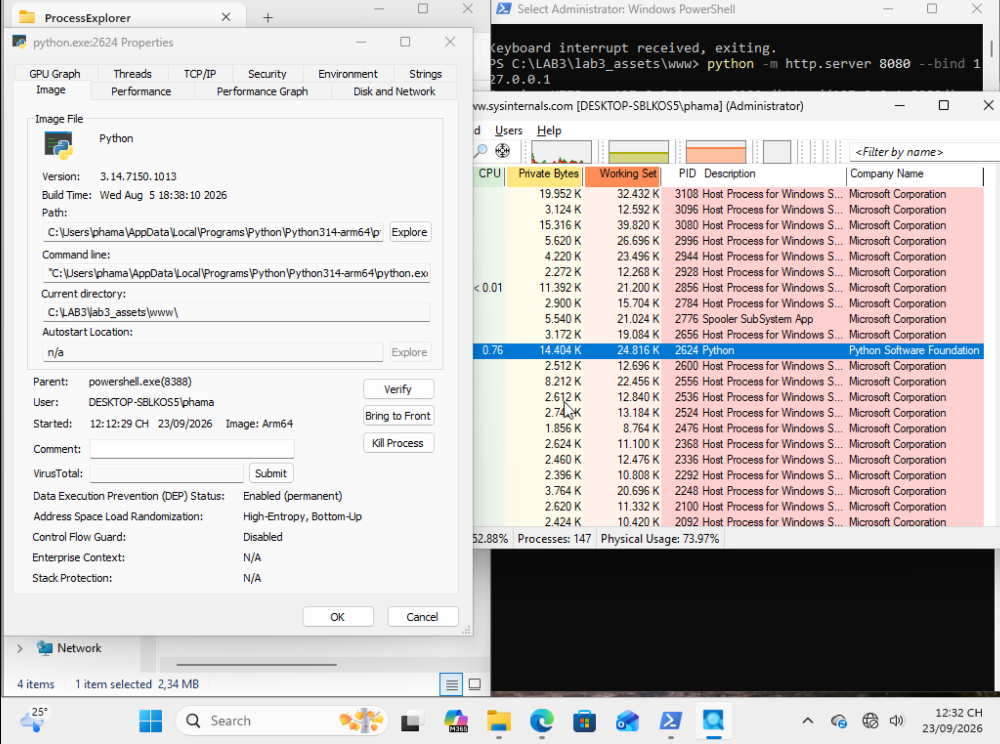 ProcessExplorer
python.exe:2624 Properties
GPU Graph Threads TCP/IP Security Environment Strings
Image Performance Performance Graph Disk and Network
Image File
Python
Version: 3.14.7150.1013
Build Time: Wed Aug 5 18:38:10 2026
Path:
C:\Users\phama\AppData\Local\Programs\Python\Python314-arm64\p Explore
Command line:
"C:\Users\phama\AppData\Local\Programs\Python\Python314-arm64\python.ex
Current directory:
C:\LAB3\lab3_assets\www\
Autostart Location:
n/a Explore
Parent: powershell.exe(8388)
Verify
User: DESKTOP-SBLKOS5\phama
Bring to Front
Started: 12:12:29 CH 23/09/2026 Image: Arm64
Kill Process
Comment:
VirusTotal: Submit
Data Execution Prevention (DEP) Status: Enabled (permanent)
Address Space Load Randomization: High-Entropy, Bottom-Up
Control Flow Guard: Disabled
Enterprise Context: N/A
Stack Protection: N/A
OK Cancel
Network
4 items 1 item selected 2,34 MB
Select Administrator: Windows PowerShell
Keyboard interrupt received, exiting.
PS C:\LAB3\lab3_assets\www> python -m http.server 8080 --bind 1
27.0.0.1
ww.sysinternals.com [DESKTOP-SBLKOS5\phama] (Administrator)
d Users Help
<Filter by name>
CPU Private Bytes Working Set PID Description Company Name
19.952 K 32.432 K 3108 Host Process for Windows S... Microsoft Corporation
3.124 K 12.592 K 3096 Host Process for Windows S... Microsoft Corporation
15.316 K 39.820 K 3080 Host Process for Windows S... Microsoft Corporation
5.620 K 26.696 K 2996 Host Process for Windows S... Microsoft Corporation
4.220 K 23.496 K 2944 Host Process for Windows S... Microsoft Corporation
2.272 K 12.268 K 2928 Host Process for Windows S... Microsoft Corporation
< 0.01 11.392 K 21.200 K 2856 Host Process for Windows S... Microsoft Corporation
2.900 K 15.704 K 2784 Host Process for Windows S... Microsoft Corporation
5.540 K 21.024 K 2776 Spooler SubSystem App Microsoft Corporation
3.172 K 19.084 K 2656 Host Process for Windows S... Microsoft Corporation
0.76 14.404 K 24.816 K 2624 Python Python Software Foundation
2.512 K 12.696 K 2600 Host Process for Windows S... Microsoft Corporation
8.212 K 22.456 K 2556 Host Process for Windows S... Microsoft Corporation
2.612 K 12.840 K 2536 Host Process for Windows S... Microsoft Corporation
2.74 K 13.184 K 2524 Host Process for Windows S... Microsoft Corporation
1.856 K 8.764 K 2476 Host Process for Windows S... Microsoft Corporation
2.624 K 11.100 K 2368 Host Process for Windows S... Microsoft Corporation
2.460 K 12.476 K 2336 Host Process for Windows S... Microsoft Corporation
2.396 K 10.808 K 2292 Host Process for Windows S... Microsoft Corporation
3.764 K 20.696 K 2248 Host Process for Windows S... Microsoft Corporation
2.620 K 11.332 K 2100 Host Process for Windows S... Microsoft Corporation
2.424 K 10.420 K 2092 Host Process for Windows S... Microsoft Corporation
52.88% Processes: 147 Physical Usage: 73.97%
25° Search M365 12:32 CH
23/09/2026